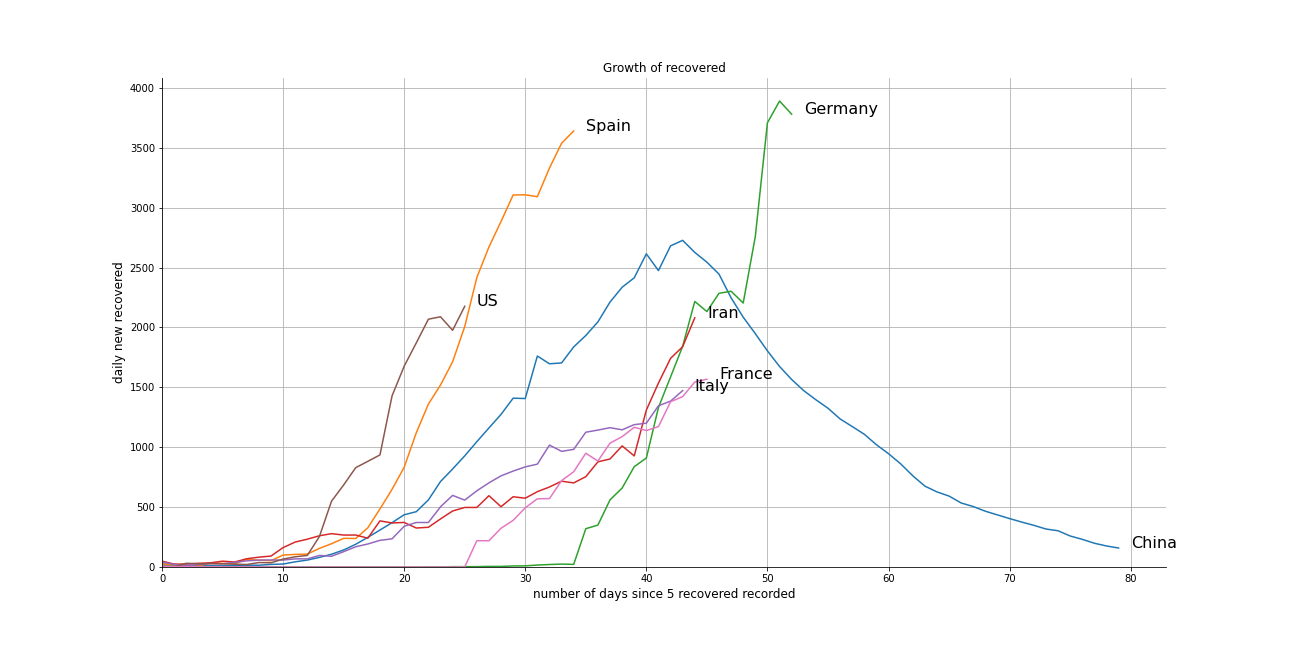 Growth of recovered
daily new recovered
4000
3500
3000
2500
2000
1500
1000
500
0
Germany
Spain
US
Iran
France
Italy
China
0 10 20 30 40 50 60 70 80
number of days since 5 recovered recorded